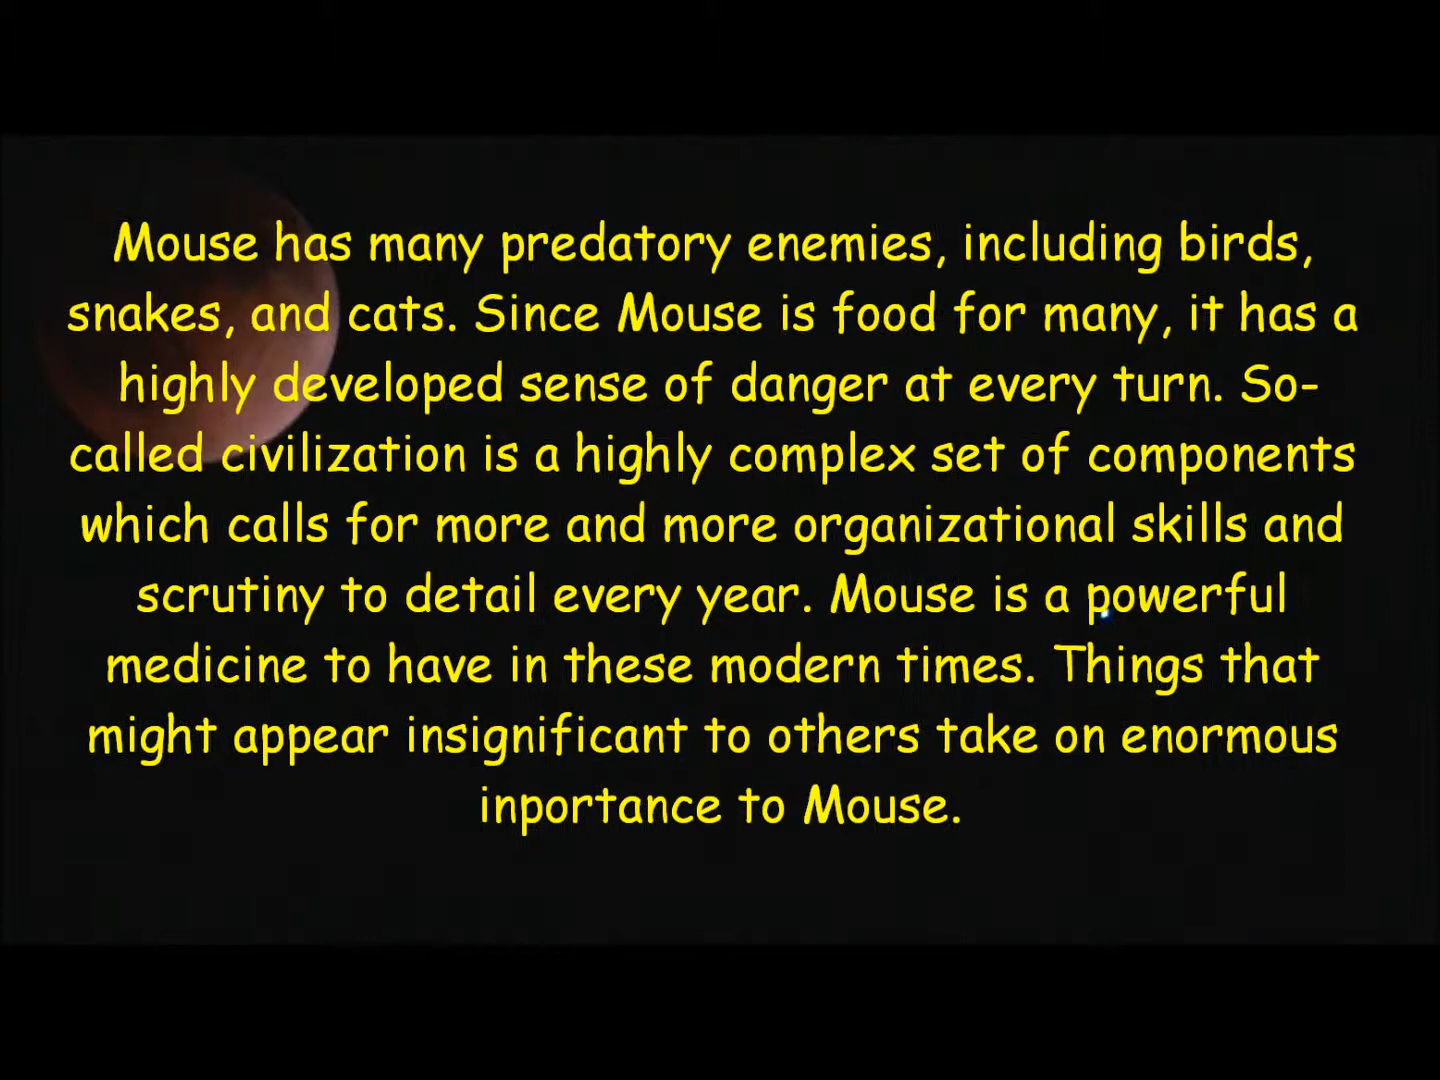 Mouse has many predatory enemies, including birds,
snakes, and cats. Since Mouse is food for many, it has a
highly developed sense of danger at every turn. So-
called civilization is a highly complex set of components
which calls for more and more organizational skills and
scrutiny to detail every year. Mouse is a powerful
medicine to have in these modern times. Things that
might appear insignificant to others take on enormous
inportance to Mouse.